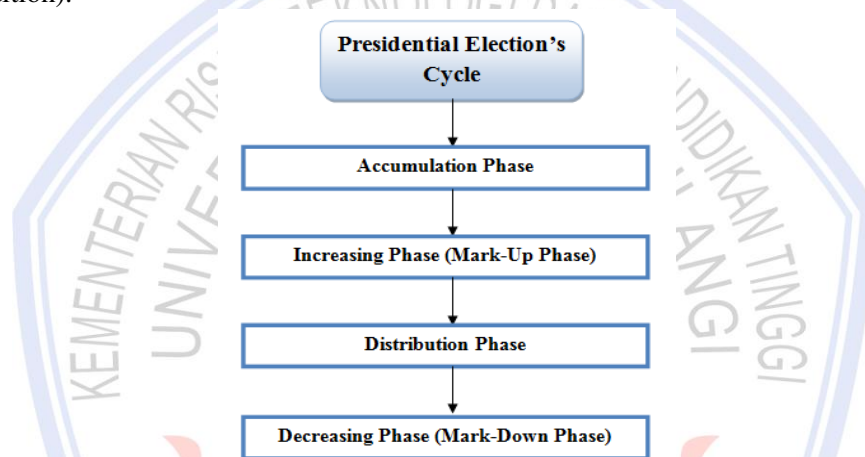 Presidential Election's
Cycle
Accumulation Phase
Increasing Phase (Mark-Up Phase)
Distribution Phase
Decreasing Phase (Mark-Down Phase)